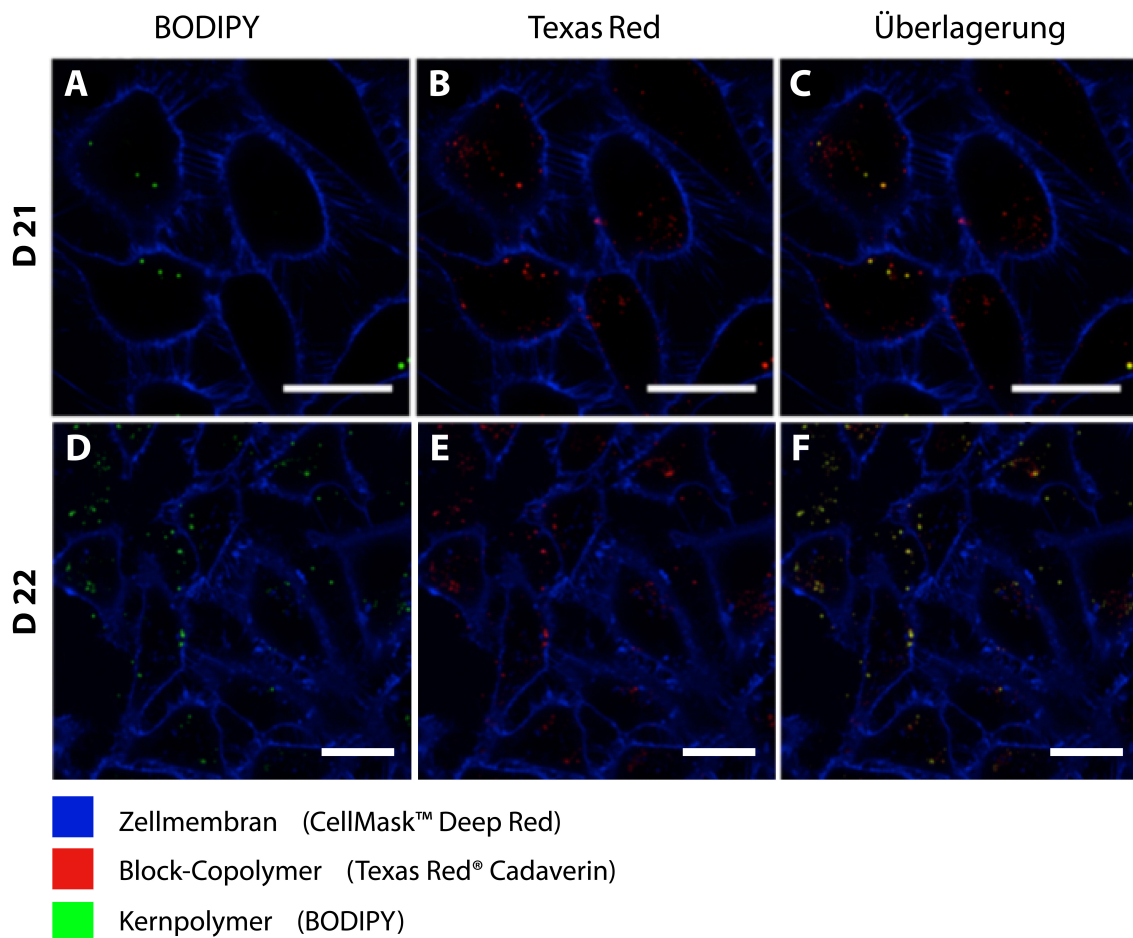 BODIPY
Texas Red
Überlagerung
D 21
A
B
C
D 22
D
E
F
Zellmembran (CellMask™ Deep Red)
Block-Copolymer (Texas Red® Cadaverin)
Kernpolymer (BODIPY)